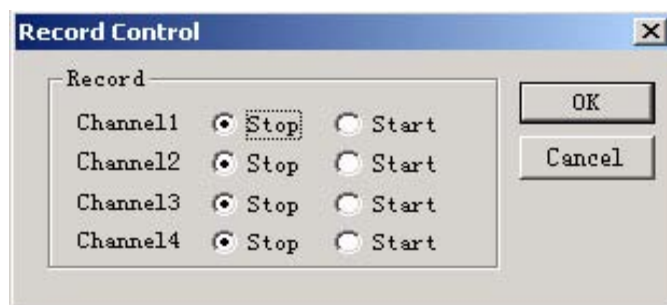 Record Control
Record
Channel1 Stop Start
Channel2 Stop Start
Channel3 Stop Start
Channel4 Stop Start
OK
Cancel